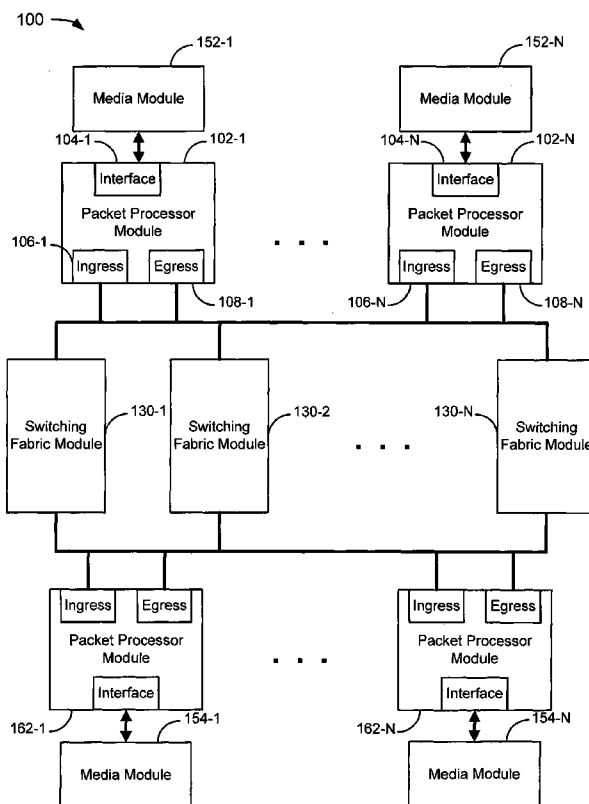 100
152-1
152-N
Media Module
Media Module
104-1
102-1
104-N
102-N
Interface
Interface
Packet Processor
Module
Packet Processor
Module
106-1
Ingress
Egress
Ingress
Egress
108-1
106-N
108-N
. . .
Switching
Fabric Module
130-1
Switching
Fabric Module
130-2
130-N
Switching
Fabric Module
. . .
Ingress
Egress
Ingress
Egress
Packet Processor
Module
Packet Processor
Module
. . .
Interface
Interface
162-1
154-1
162-N
154-N
Media Module
Media Module